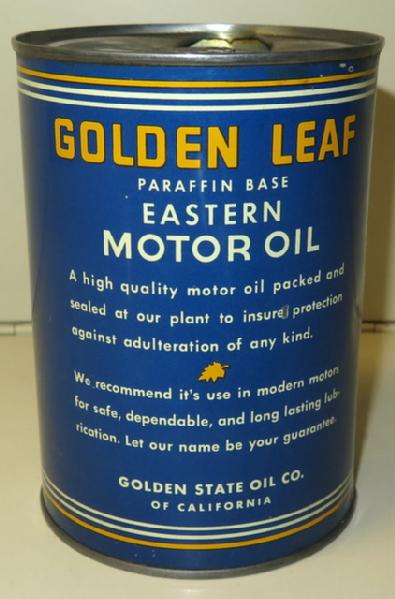 GOLDEN LEAF
PARAFFIN BASE
EASTERN
MOTOR OIL
A high quality motor oil packed and
sealed at our plant to insure protection
against adulteration of any kind.
We recommend it's use in modern motors
for safe, dependable, and long lasting lub-
rication. Let our name be your guarantee.
GOLDEN STATE OIL CO.
OF CALIFORNIA